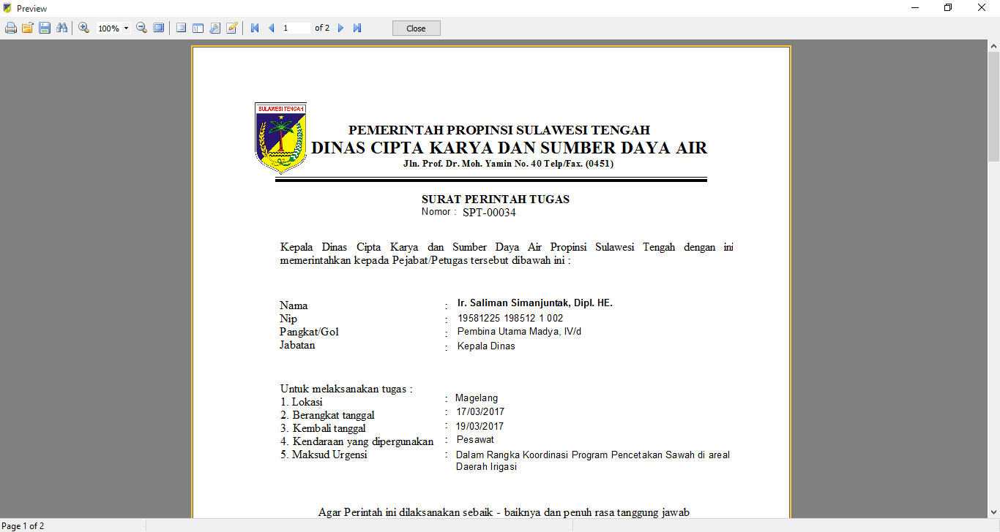 Preview
100%
1 of 2
Close
SULAWESI TENGAH
PEMERINTAH PROPINSI SULAWESI TENGAH
DINAS CIPTA KARYA DAN SUMBER DAYA AIR
Jln. Prof. Dr. Moh. Yamin No. 40 Telp/Fax. (0451)
SURAT PERINTAH TUGAS
Nomor : SPT-00034
Kepala Dinas Cipta Karya dan Sumber Daya Air Propinsi Sulawesi Tengah dengan ini
memerintahkan kepada Pejabat/Petugas tersebut dibawah ini :
Nama : Ir. Saliman Simanjuntak, Dipl. HE.
Nip : 19581225 198512 1 002
Pangkat/Gol : Pembina Utama Madya, IV/d
Jabatan : Kepala Dinas
Untuk melaksanakan tugas :
1. Lokasi : Magelang
2. Berangkat tanggal : 17/03/2017
3. Kembali tanggal : 19/03/2017
4. Kendaraan yang dipergunakan : Pesawat
5. Maksud Urgensi : Dalam Rangka Koordinasi Program Pencetakan Sawah di areal
Daerah Irigasi
Agar Perintah ini dilaksanakan sebaik - baiknya dan penuh rasa tanggung jawab
Page 1 of 2